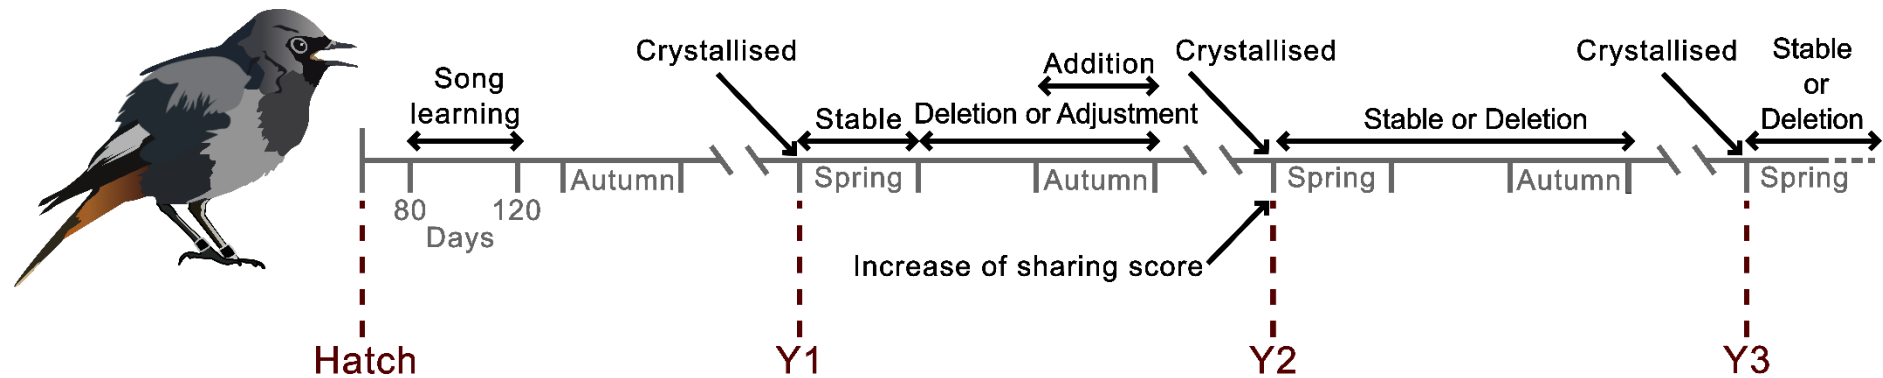 Song
learning
80
120
Days
Autumn
Crystallised
Stable
Spring
Addition
Deletion or Adjustment
Autumn
Crystallised
Increase of sharing score
Stable or Deletion
Spring
Autumn
Crystallised
Stable
or
Deletion
Spring
Hatch
Y1
Y2
Y3